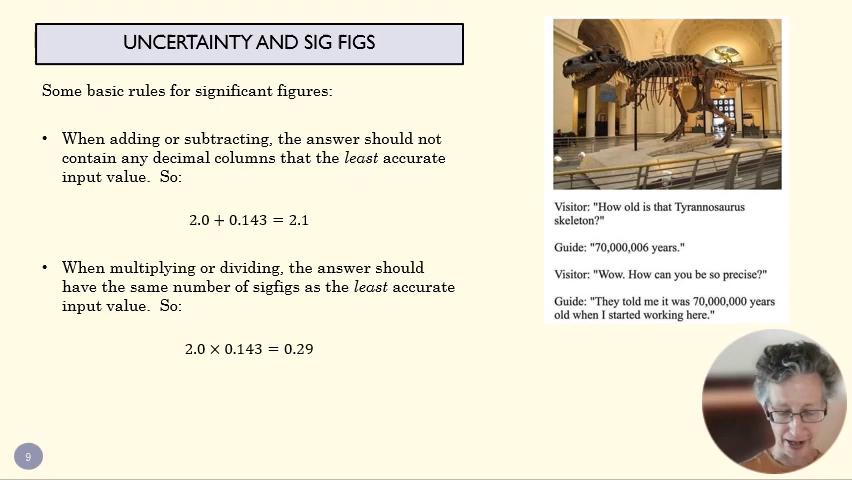 UNCERTAINTY AND SIG FIGS
Some basic rules for significant figures:
• When adding or subtracting, the answer should not
contain any decimal columns that the least accurate
input value. So:
2.0 + 0.143 = 2.1
• When multiplying or dividing, the answer should
have the same number of sigfigs as the least accurate
input value. So:
2.0 × 0.143 = 0.29
Visitor: "How old is that Tyrannosaurus
skeleton?"
Guide: "70,000,006 years."
Visitor: "Wow. How can you be so precise?"
Guide: "They told me it was 70,000,000 years
old when I started working here."
9